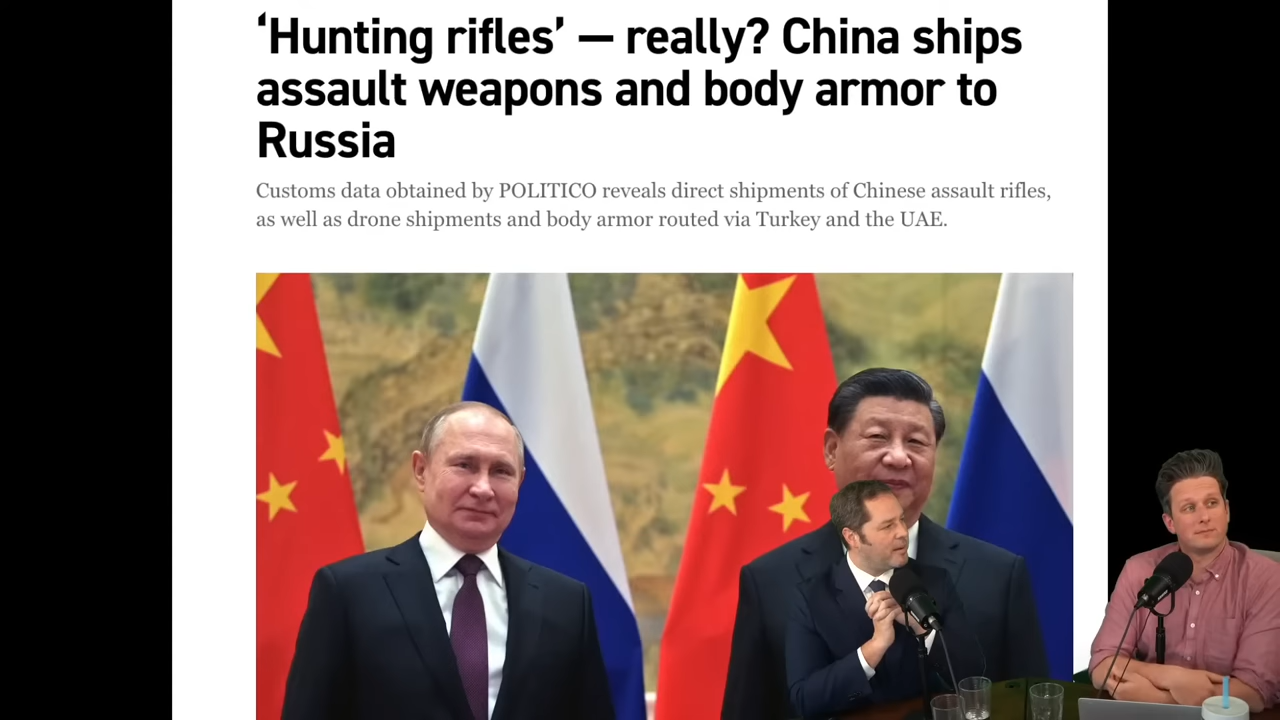 ‘Hunting rifles’ — really? China ships
assault weapons and body armor to
Russia
Customs data obtained by POLITICO reveals direct shipments of Chinese assault rifles,
as well as drone shipments and body armor routed via Turkey and the UAE.